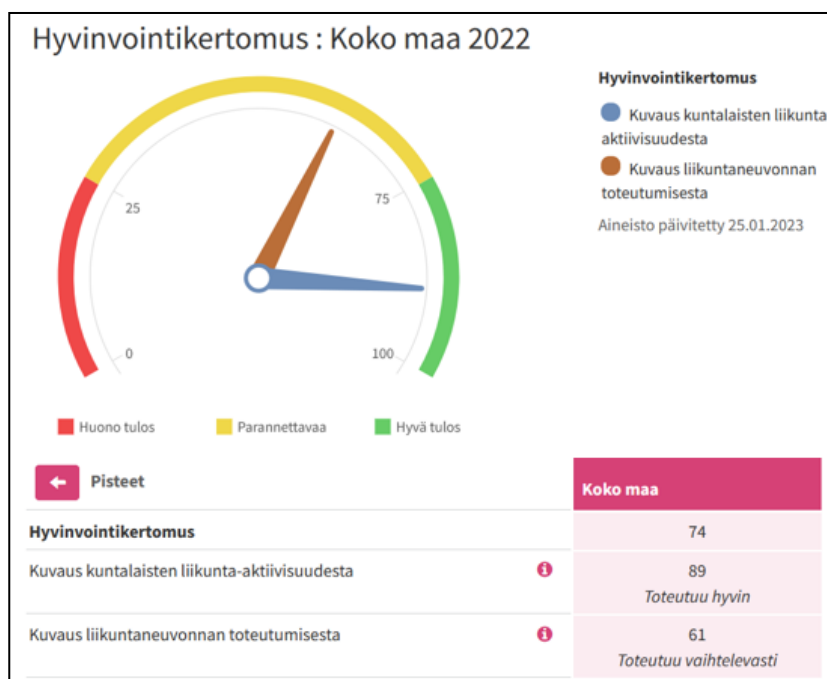 Hyvinvointikertomus : Koko maa 2022
Hyvinvointikertomus
Kuvaus kuntalaisten liikunta
aktiivisuudesta
Kuvaus liikuntaneuvonnan
toteutumisesta
Aineisto päivitetty 25.01.2023
25
75
0
100
Huono tulos
Parannettavaa
Hyvä tulos
Pisteet
Koko maa
Hyvinvointikertomus
74
Kuvaus kuntalaisten liikunta-aktiivisuudesta
89
Toteutuu hyvin
Kuvaus liikuntaneuvonnan toteutumisesta
61
Toteutuu vaihtelevasti